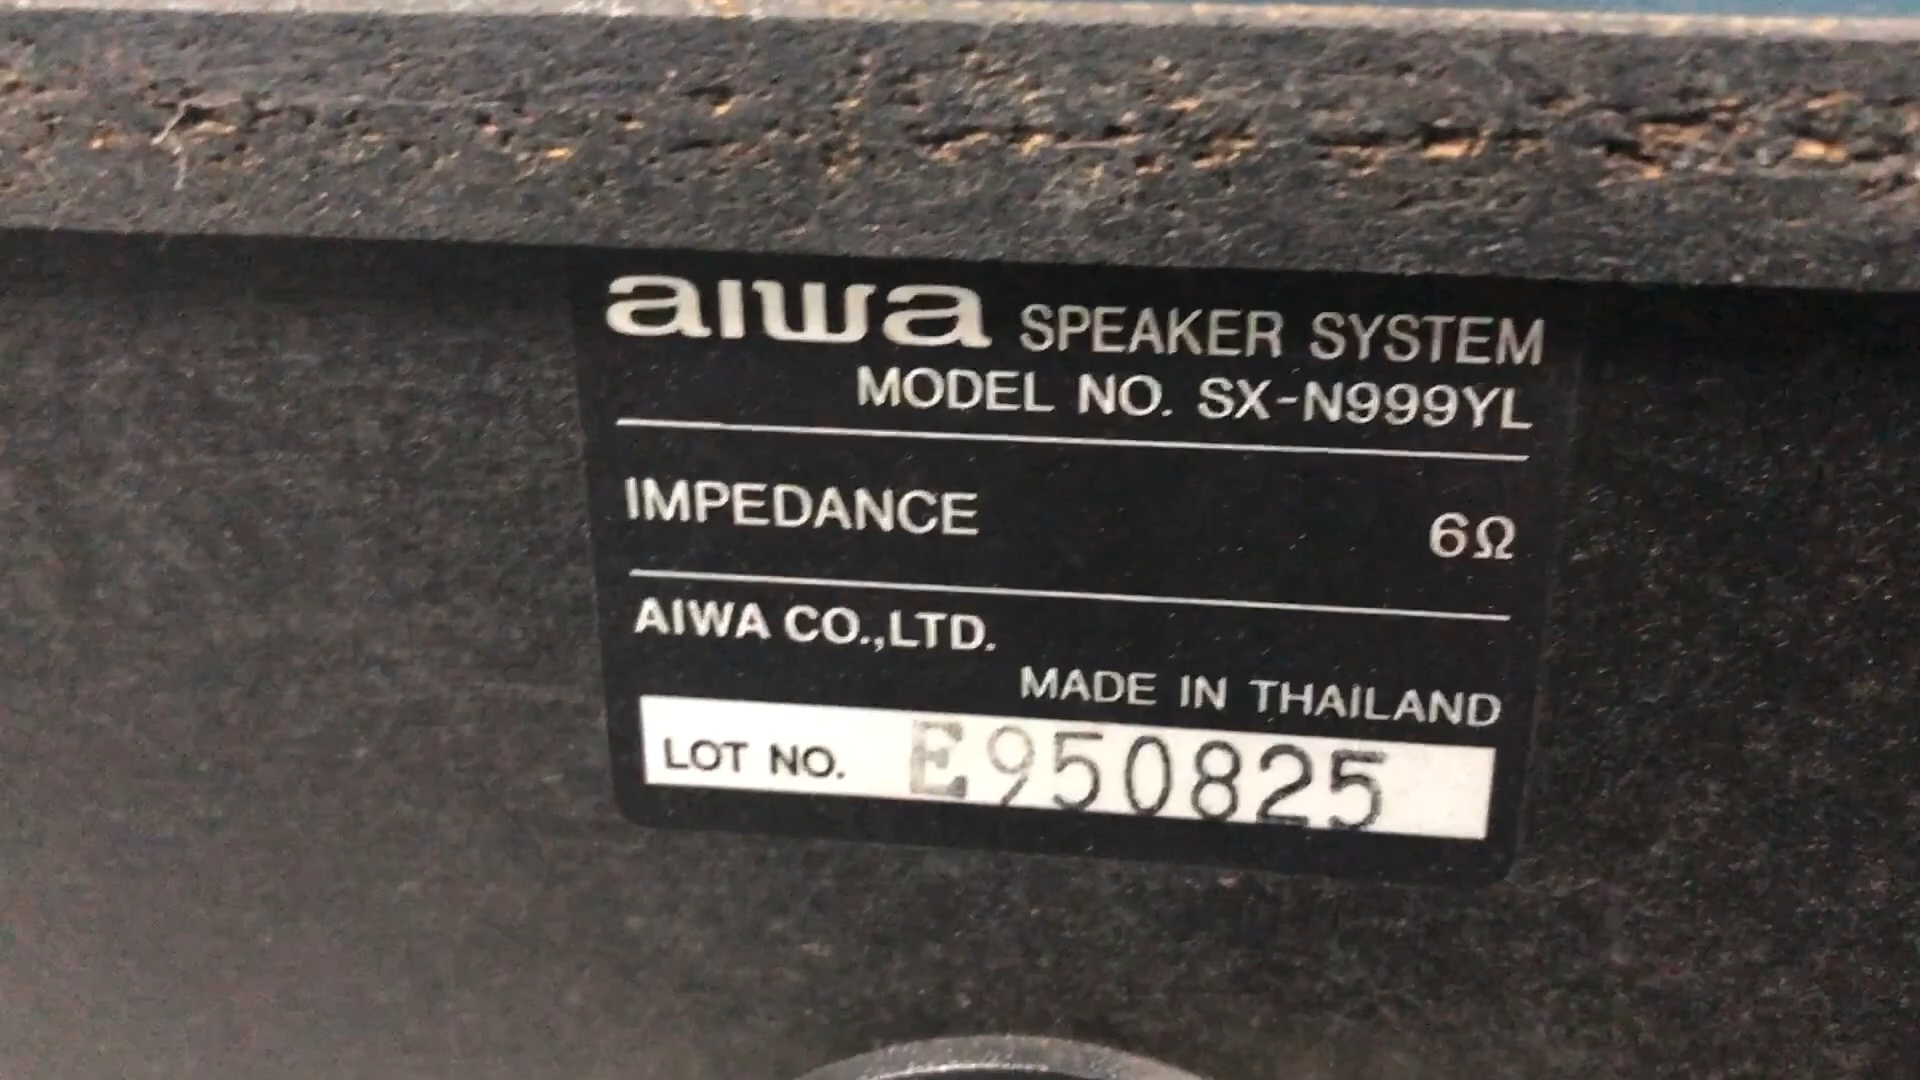 aiwa SPEAKER SYSTEM
MODEL NO. SX-N999YL
IMPEDANCE 6Ω
AIWA CO.,LTD.
MADE IN THAILAND
LOT NO. E950825